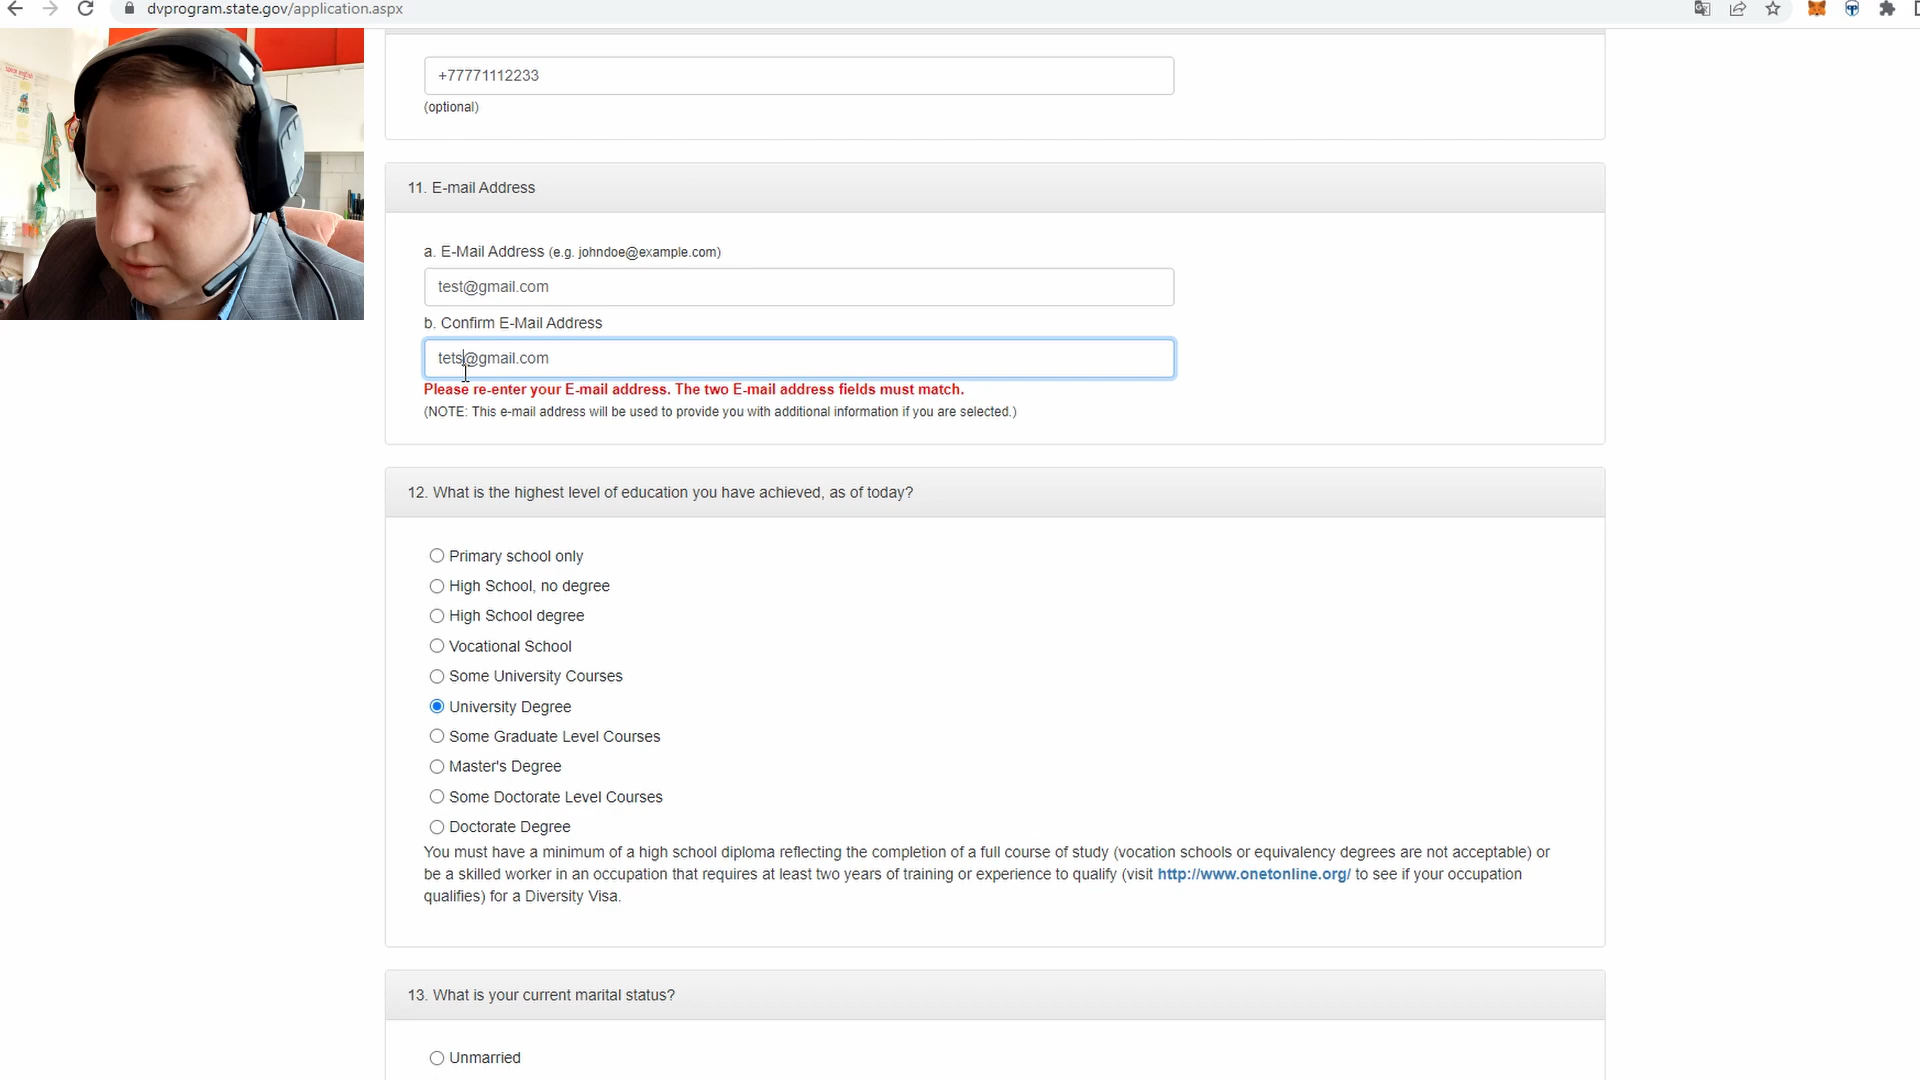 dvprogram.state.gov/application.aspx
+77771112233
(optional)
11. E-mail Address
a. E-Mail Address (e.g. johndoe@example.com)
test@gmail.com
b. Confirm E-Mail Address
tets@gmail.com
Please re-enter your E-mail address. The two E-mail address fields must match.
(NOTE: This e-mail address will be used to provide you with additional information if you are selected.)
12. What is the highest level of education you have achieved, as of today?
Primary school only
High School, no degree
High School degree
Vocational School
Some University Courses
University Degree
Some Graduate Level Courses
Master's Degree
Some Doctorate Level Courses
Doctorate Degree
You must have a minimum of a high school diploma reflecting the completion of a full course of study (vocation schools or equivalency degrees are not acceptable) or
be a skilled worker in an occupation that requires at least two years of training or experience to qualify (visit http://www.onetonline.org/ to see if your occupation
qualifies) for a Diversity Visa.
13. What is your current marital status?
Unmarried